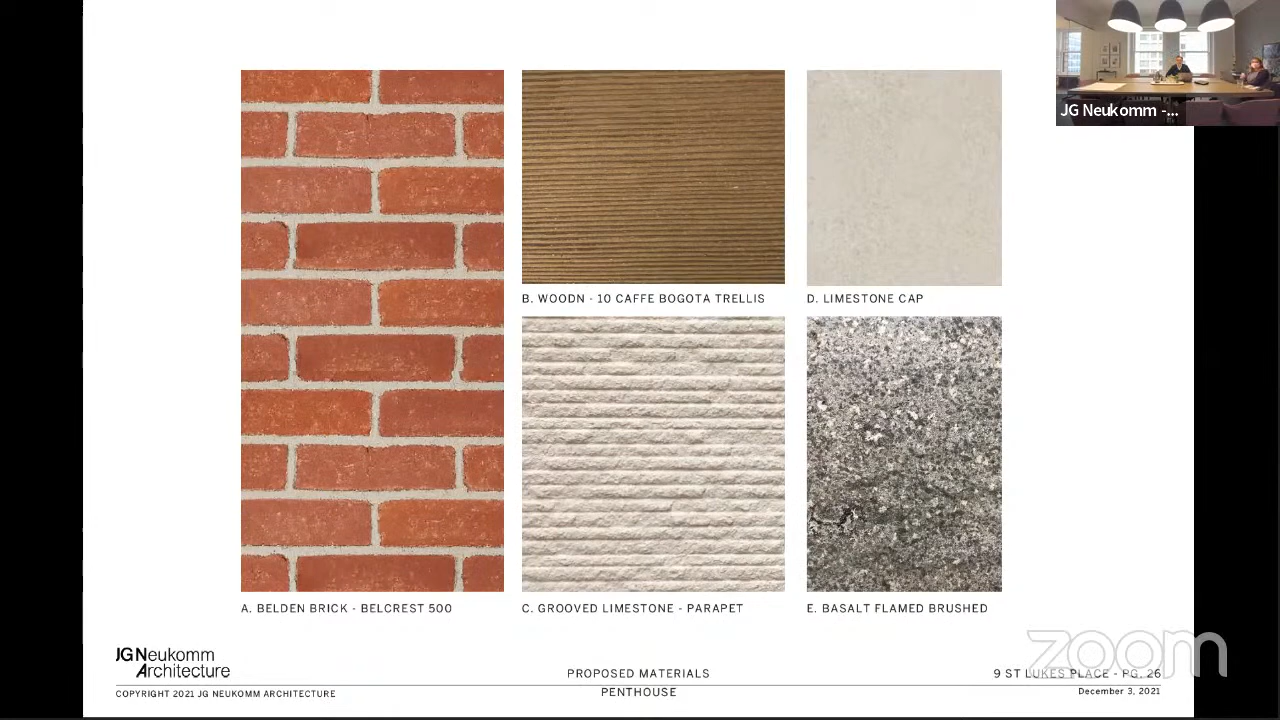 JG Neukomm -...
B. WOODN - 10 CAFFE BOGOTA TRELLIS
D. LIMESTONE CAP
A. BELDEN BRICK - BELCREST 500
C. GROOVED LIMESTONE - PARAPET
E. BASALT FLAMED BRUSHED
JGNeukomm
Architecture
COPYRIGHT 2021 JG NEUKOMM ARCHITECTURE
PROPOSED MATERIALS
PENTHOUSE
zoom
9 ST LUKES PLACE - PG. 26
December 3, 2021